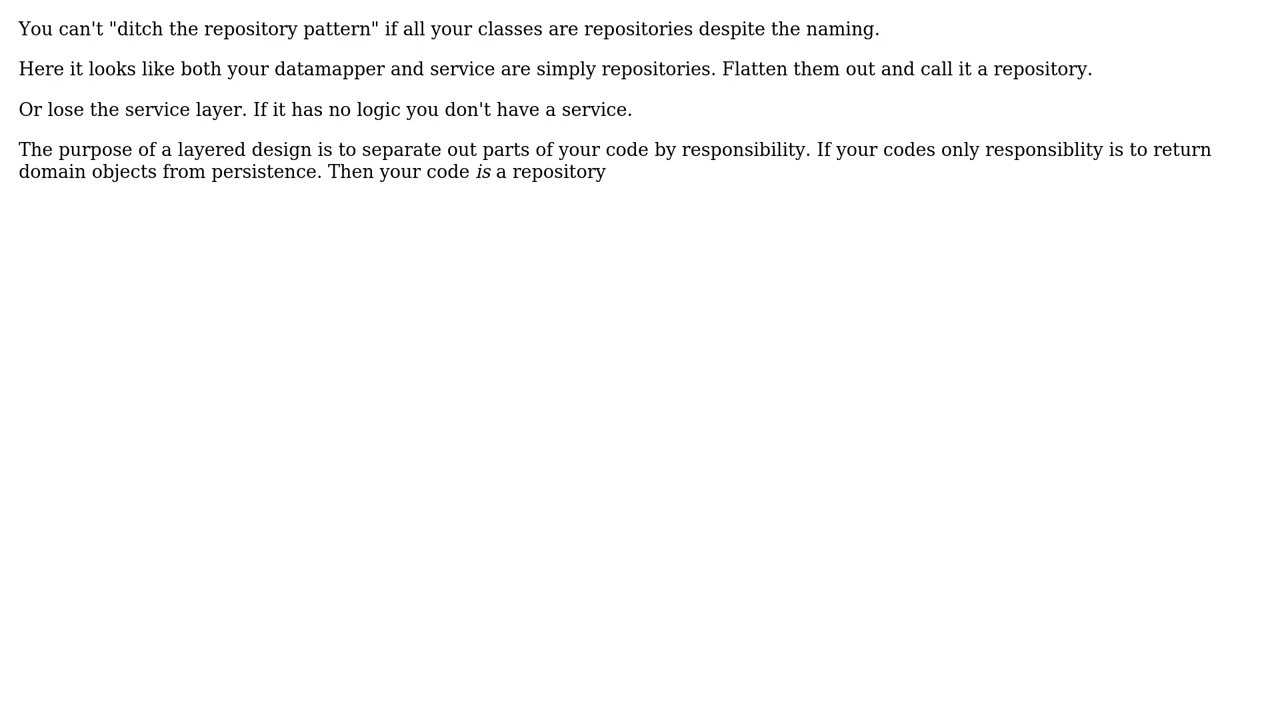 You can't "ditch the repository pattern" if all your classes are repositories despite the naming.
Here it looks like both your datamapper and service are simply repositories. Flatten them out and call it a repository.
Or lose the service layer. If it has no logic you don't have a service.
The purpose of a layered design is to separate out parts of your code by responsibility. If your codes only responsiblity is to return
domain objects from persistence. Then your code is a repository